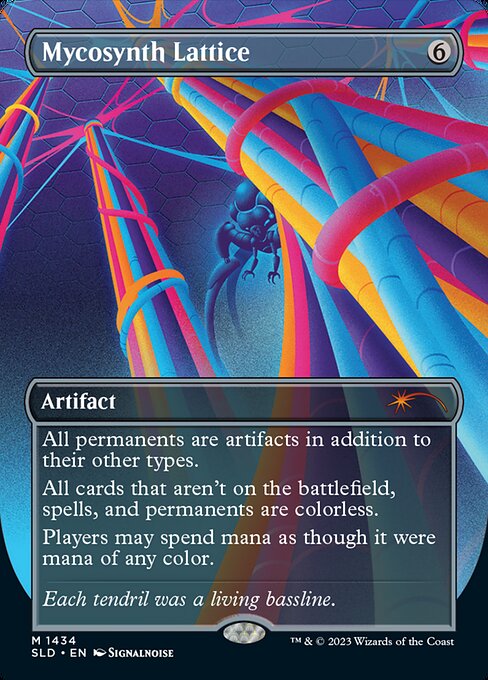 Mycosynth Lattice 6
Artifact
All permanents are artifacts in addition to
their other types.
All cards that aren't on the battlefield,
spells, and permanents are colorless.
Players may spend mana as though it were
mana of any color.
Each tendril was a living bassline.
M 1434
SLD • EN SIGNALNOISE
™ & © 2023 Wizards of the Coast